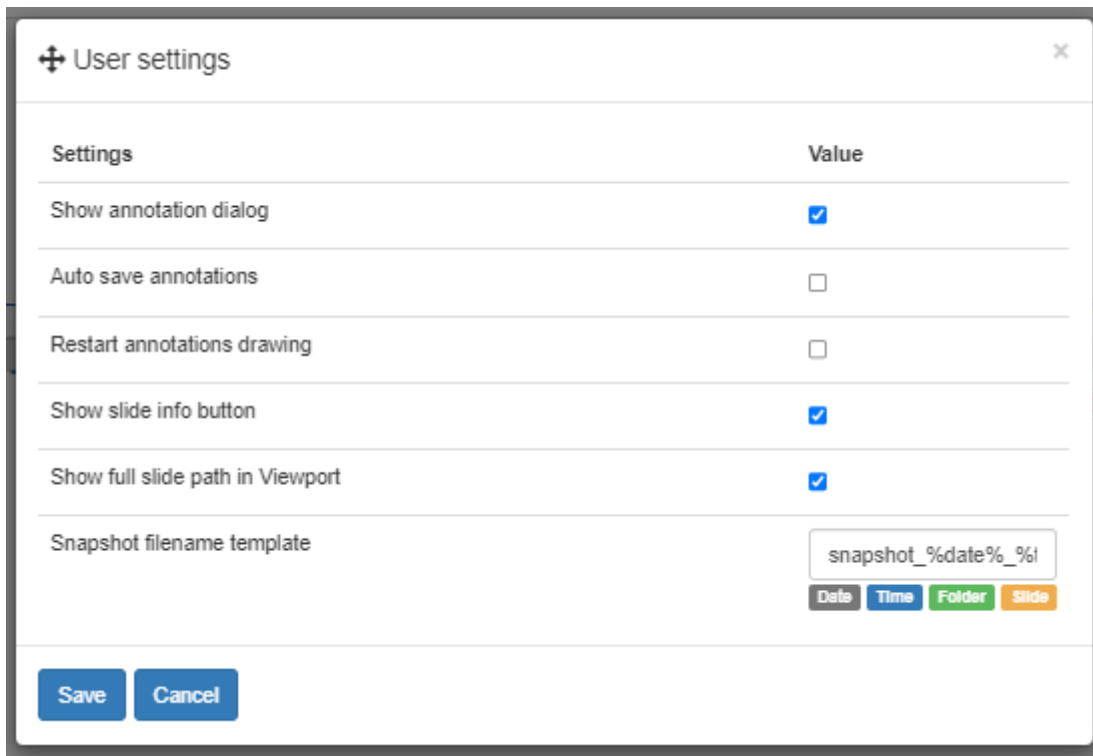 User settings
×
Settings Value
Show annotation dialog
Auto save annotations
Restart annotations drawing
Show slide info button
Show full slide path in Viewport
Snapshot filename template
snapshot_%date%_%t
Date Time Folder Slide
Save Cancel